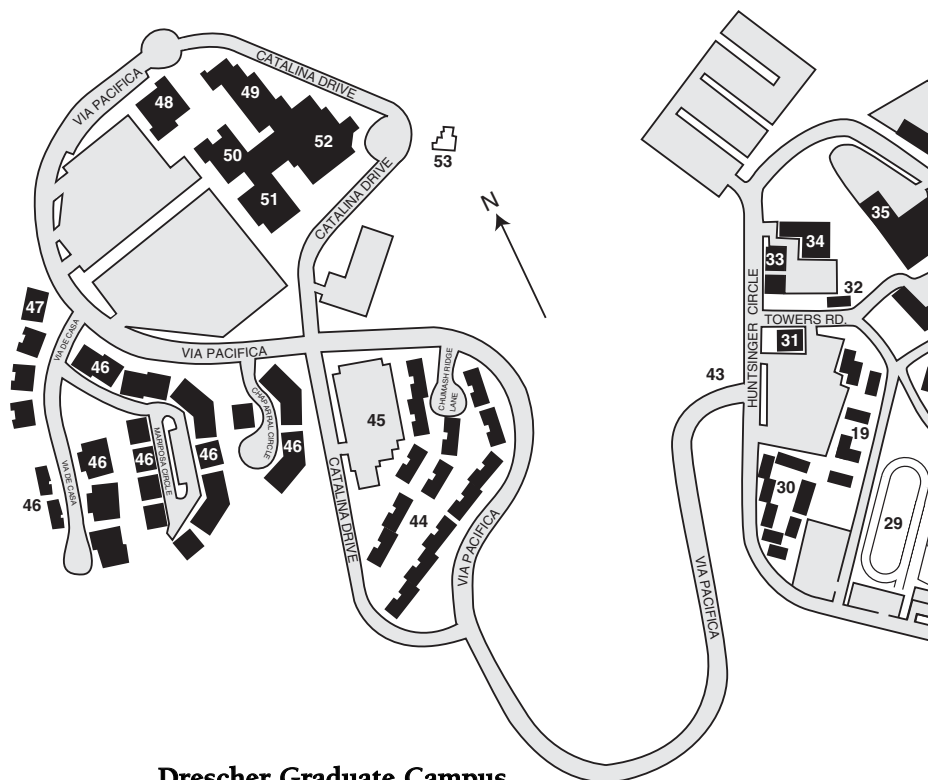 CATALINA DRIVE
VIA PACIFICA
48
49
52
50
53
51
CATALINA DRIVE
N
35
34
33
32
TOWERS RD.
31
HUNTSINGER CIRCLE
47
VIA DE CASA
VIA PACIFICA
46
CHUMASH RIDGE
LANE
43
CHAPARRAL CIRCLE
45
MARIPOSA CIRCLE
46
46
46
46
19
46
VIA DE CASA
CATALINA DRIVE
44
30
29
VIA PACIFICA
VIA PACIFICA
Drescher Graduate Campus